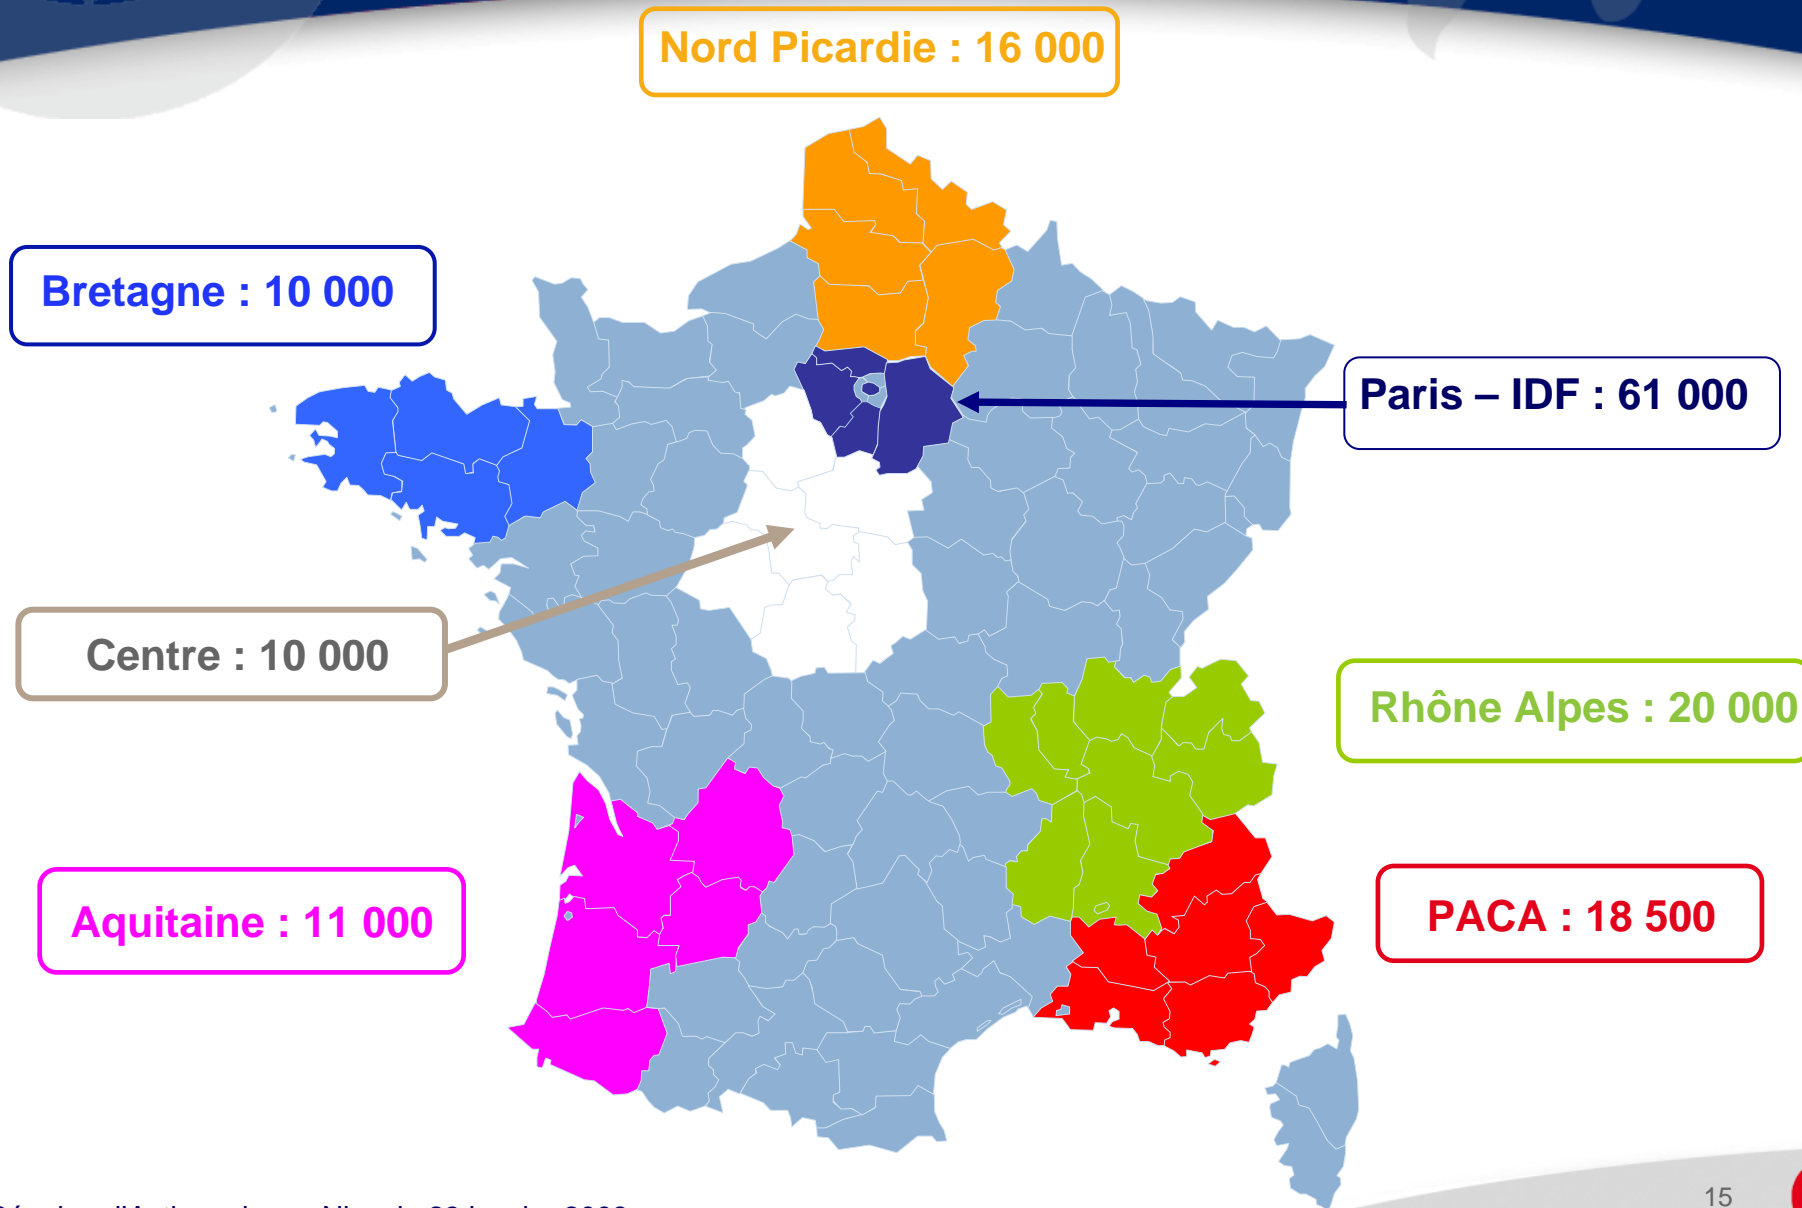 Nord Picardie : 16 000
Bretagne : 10 000
Paris – IDF : 61 000
Centre : 10 000
Rhône Alpes : 20 000
Aquitaine : 11 000
PACA : 18 500
15